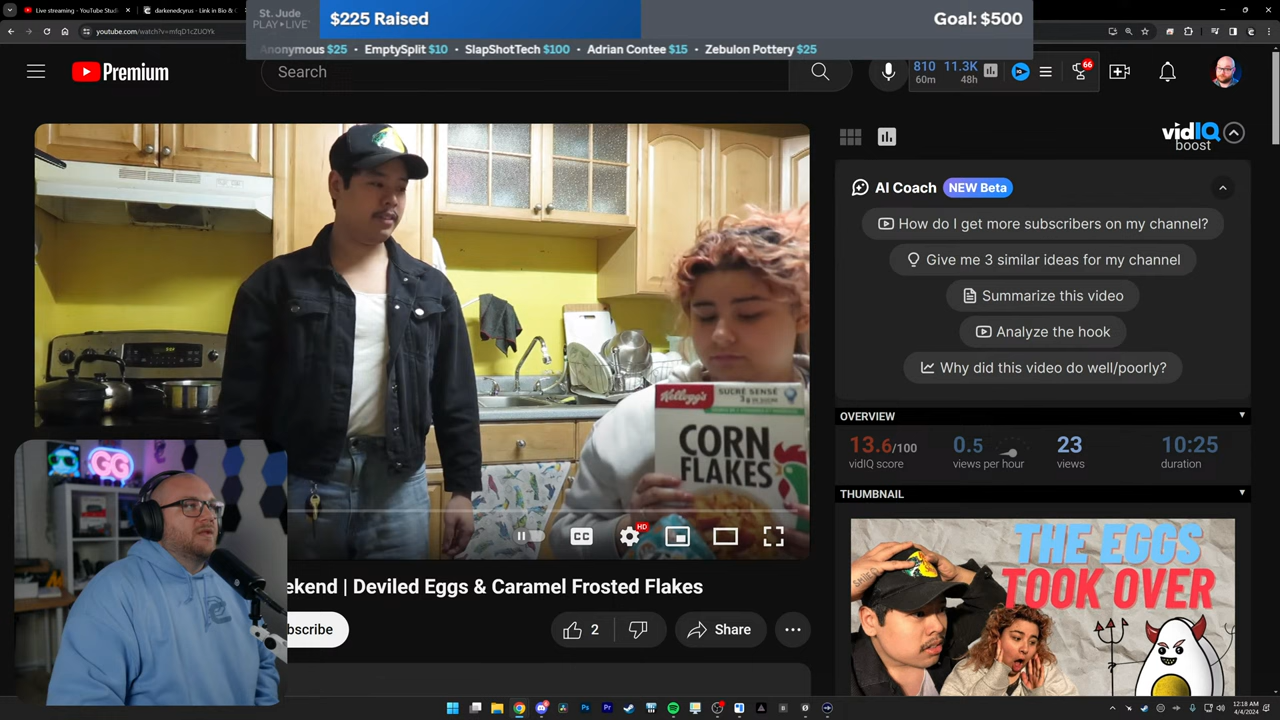 Live streaming - YouTube Studi
darkenedcyrus - Link in Bio & C
youtube.com/watch?v=mfqD1cZUOYk
St. Jude
PLAY LIVE
$225 Raised
Goal: $500
Anonymous $25 • EmptySplit $10 • SlapShotTech $100 • Adrian Contee $15 • Zebulon Pottery $25
Premium
Search
810
60m
11.3K
48h
66
vidIQ
boost
AI Coach NEW Beta
How do I get more subscribers on my channel?
Give me 3 similar ideas for my channel
Summarize this video
Analyze the hook
Why did this video do well/poorly?
OVERVIEW
13.6/100
vidIQ score
0.5
views per hour
23
views
10:25
duration
THUMBNAIL
THE EGGS
TOOK OVER
Kellogg's
CORN
FLAKES
GG
CC
HD
ekend | Deviled Eggs & Caramel Frosted Flakes
bscribe
2
Share
12:18 AM
4/4/2024